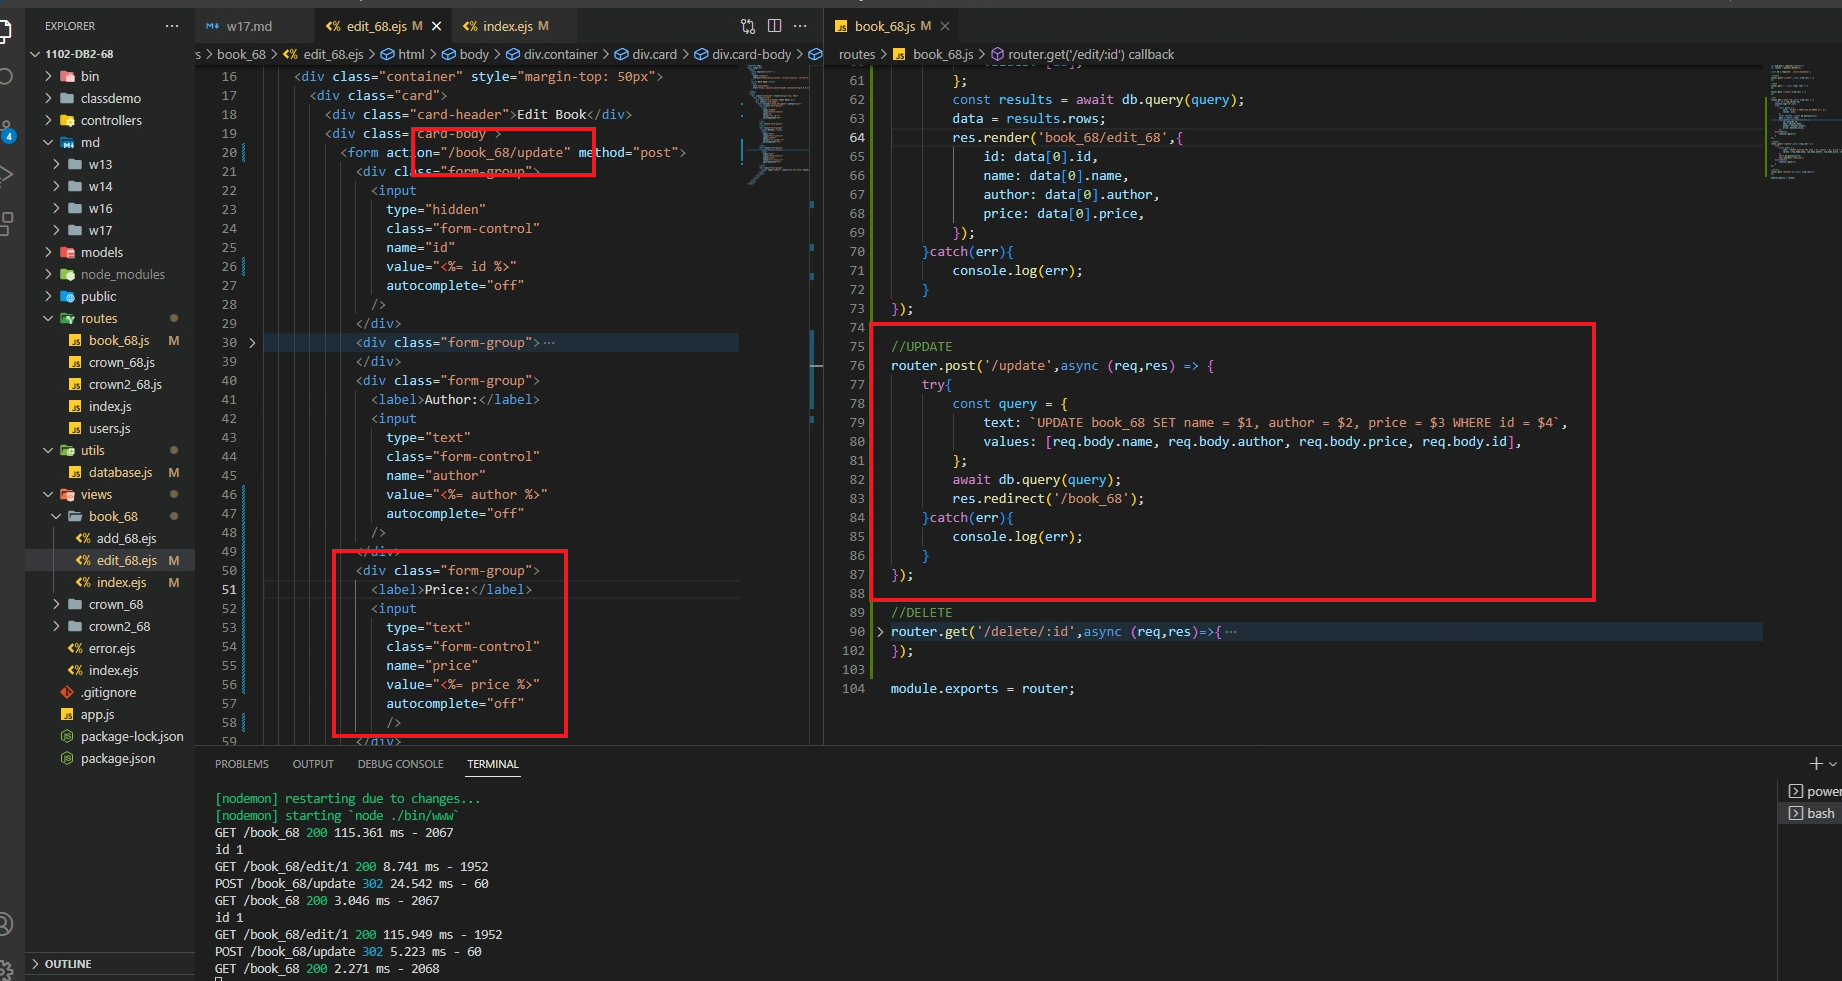 EXPLORER ···
1102-DB2-68
bin
classdemo
controllers
4
md
w13
w14
w16
w17
models
node_modules
public
routes
book_68.js M
crown_68.js
crown2_68.js
index.js
users.js
utils
database.js M
views
book_68
add_68.ejs
edit_68.ejs M
index.ejs M
crown_68
crown2_68
error.ejs
index.ejs
.gitignore
app.js
package-lock.json
package.json
OUTLINE
w17.md
edit_68.ejs M
index.ejs M
book_68 > edit_68.ejs > html > body > div.container > div.card > div.card-body >
16 <div class="container" style="margin-top: 50px">
17 <div class="card">
18 <div class="card-header">Edit Book</div>
19 <div class="card-body">
20 <form action="/book_68/update" method="post">
21 <div class="form-group">
22 <input
23 type="hidden"
24 class="form-control"
25 name="id"
26 value="<%= id %>"
27 autocomplete="off"
28 />
29 </div>
30 <div class="form-group">···
39 </div>
40 <div class="form-group">
41 <label>Author:</label>
42 <input
43 type="text"
44 class="form-control"
45 name="author"
46 value="<%= author %>"
47 autocomplete="off"
48 />
49 </div>
50 <div class="form-group">
51 <label>Price:</label>
52 <input
53 type="text"
54 class="form-control"
55 name="price"
56 value="<%= price %>"
57 autocomplete="off"
58 />
59 </div>
book_68.js M
routes > book_68.js > router.get('/edit/:id') callback
61 };
62 const results = await db.query(query);
63 data = results.rows;
64 res.render('book_68/edit_68',{
65 id: data[0].id,
66 name: data[0].name,
67 author: data[0].author,
68 price: data[0].price,
69 });
70 }catch(err){
71 console.log(err);
72 }
73 });
74
75 //UPDATE
76 router.post('/update',async (req,res) => {
77 try{
78 const query = {
79 text: `UPDATE book_68 SET name = $1, author = $2, price = $3 WHERE id = $4`,
80 values: [req.body.name, req.body.author, req.body.price, req.body.id],
81 };
82 await db.query(query);
83 res.redirect('/book_68');
84 }catch(err){
85 console.log(err);
86 }
87 });
88
89 //DELETE
90 router.get('/delete/:id',async (req,res)=>{···
102 });
103
104 module.exports = router;
PROBLEMS OUTPUT DEBUG CONSOLE TERMINAL
[nodemon] restarting due to changes...
[nodemon] starting `node ./bin/www`
GET /book_68 200 115.361 ms - 2067
id 1
GET /book_68/edit/1 200 8.741 ms - 1952
POST /book_68/update 302 24.542 ms - 60
GET /book_68 200 3.046 ms - 2067
id 1
GET /book_68/edit/1 200 115.949 ms - 1952
POST /book_68/update 302 5.223 ms - 60
GET /book_68 200 2.271 ms - 2068
power
bash